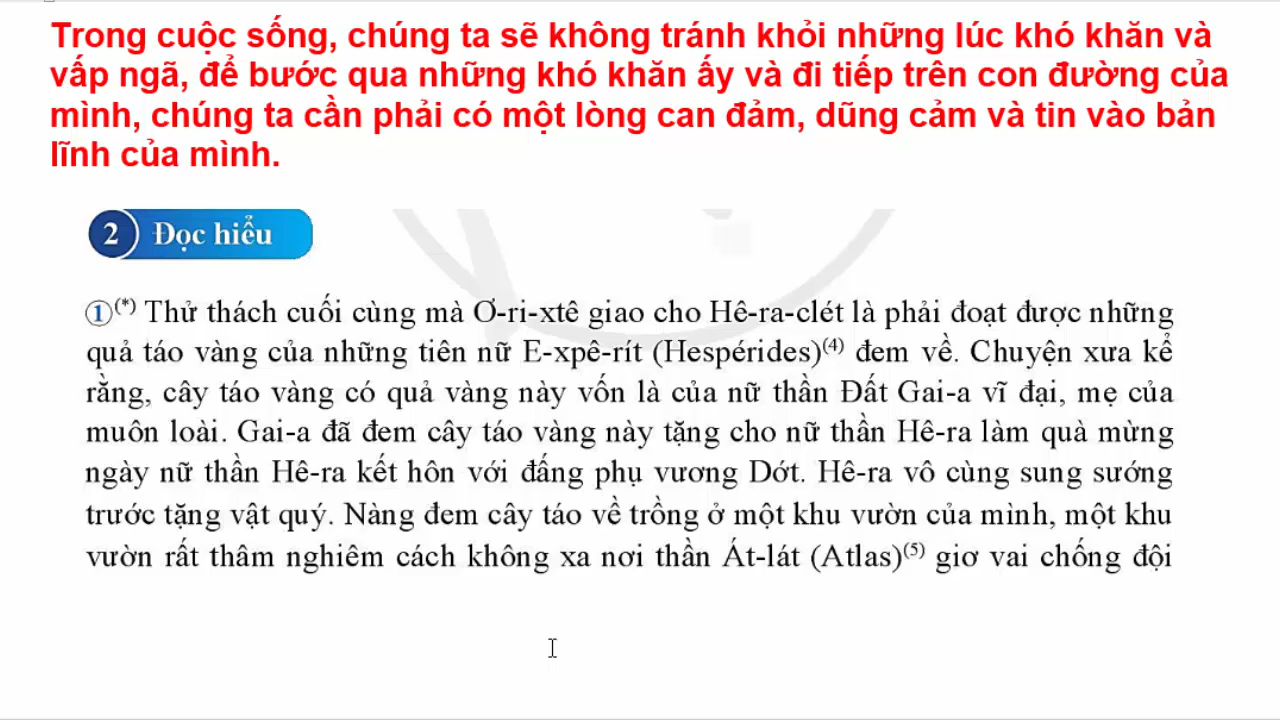 Trong cuộc sống, chúng ta sẽ không tránh khỏi những lúc khó khăn và
vấp ngã, để bước qua những khó khăn ấy và đi tiếp trên con đường của
mình, chúng ta cần phải có một lòng can đảm, dũng cảm và tin vào bản
lĩnh của mình.
2 Đọc hiểu
①(*) Thử thách cuối cùng mà Ơ-ri-xtê giao cho Hê-ra-clét là phải đoạt được những
quả táo vàng của những tiên nữ E-xpê-rít (Hespérides)(4) đem về. Chuyện xưa kể
rằng, cây táo vàng có quả vàng này vốn là của nữ thần Đất Gai-a vĩ đại, mẹ của
muôn loài. Gai-a đã đem cây táo vàng này tặng cho nữ thần Hê-ra làm quà mừng
ngày nữ thần Hê-ra kết hôn với đấng phụ vương Dớt. Hê-ra vô cùng sung sướng
trước tặng vật quý. Nàng đem cây táo về trồng ở một khu vườn của mình, một khu
vườn rất thâm nghiêm cách không xa nơi thần Át-lát (Atlas)(5) giơ vai chống đội